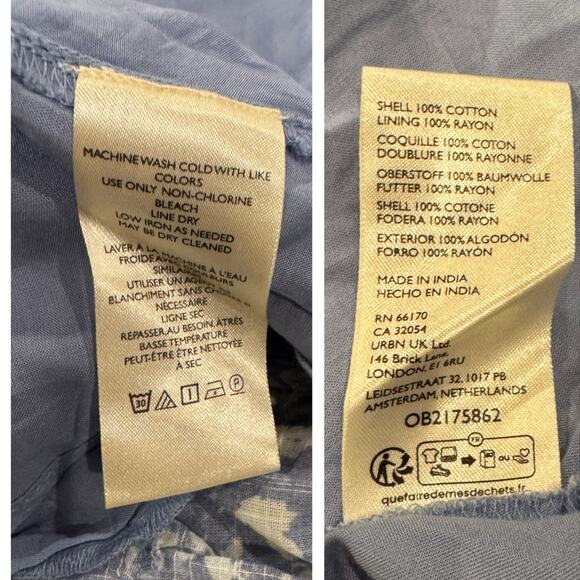 MACHINE WASH COLD WITH LIKE
COLORS
USE ONLY NON-CHLORINE
BLEACH
LINE DRY
LOW IRON AS NEEDED
MAY BE DRY CLEANED
LAVER À LA MACHINE À L'EAU
FROIDE AVEC
SIMILAIRES
UTILISER UN AGENT
BLANCHIMENT SANS
NÉCESSAIRE
LIGNE SEC
REPASSER AU BESOIN, À TRÈS
BASSE TEMPÉRATURE
PEUT-ÊTRE ÊTRE NETTOYÉE
À SEC
30
P
SHELL 100% COTTON
LINING 100% RAYON
COQUILLE 100% COTON
DOUBLURE 100% RAYONNE
OBERSTOFF 100% BAUMWOLLE
FUTTER 100% RAYON
SHELL 100% COTONE
FODERA 100% RAYON
EXTERIOR 100% ALGODÓN
FORRO 100% RAYÓN
MADE IN INDIA
HECHO EN INDIA
RN 66170
CA 32054
URBN UK Ltd.
146 Brick Lane,
LONDON, E1 6RU
LEIDSESTRAAT 32, 1017 PB
AMSTERDAM, NETHERLANDS
OB2175862
FR
OU
quefairedemesdechets.fr